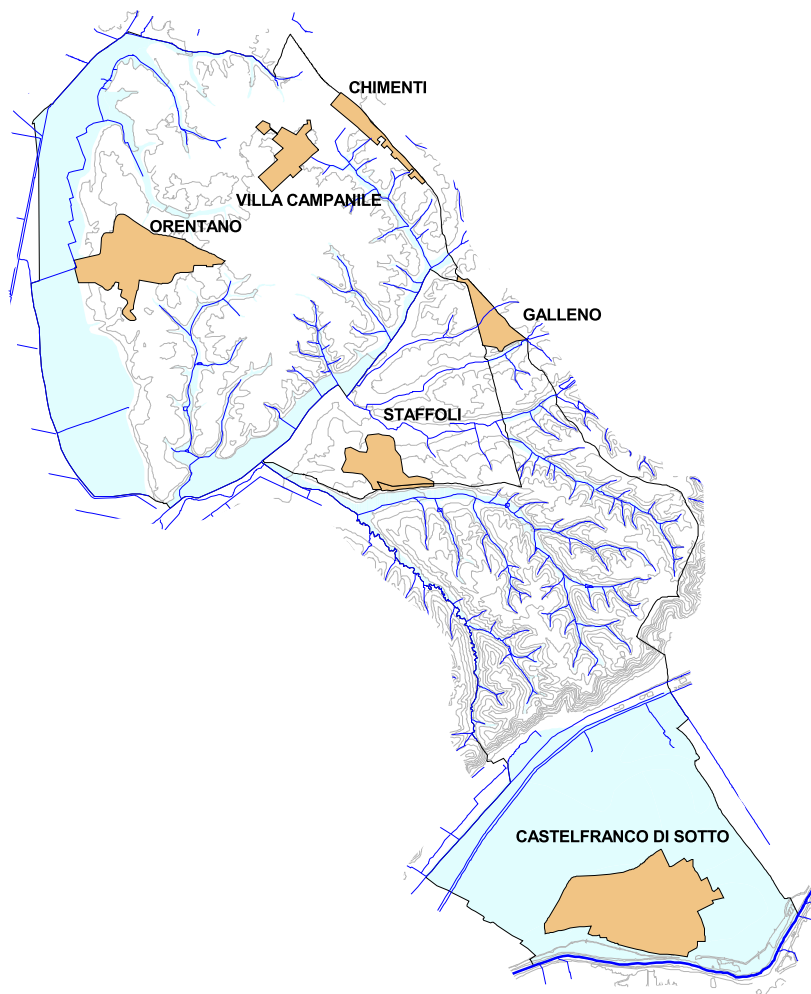 CHIMENTI
VILLA CAMPANILE
ORENTANO
GALLENO
STAFFOLI
CASTELFRANCO DI SOTTO